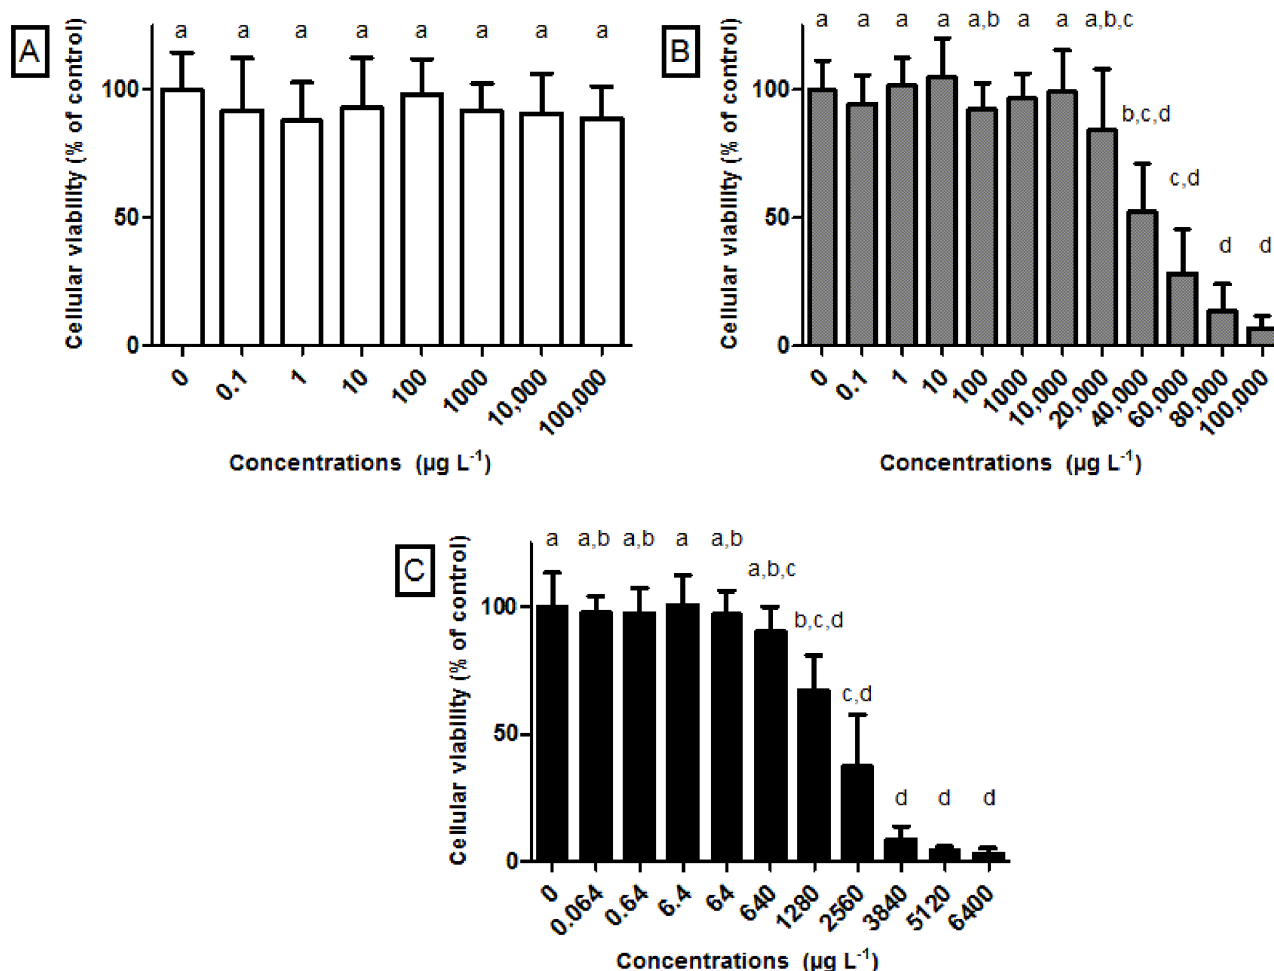 A
Cellular viability (% of control)
a a a a a a a a
100
50
0
0 0.1 1 10 100 1000 10,000 100,000
Concentrations (µg L-1)
B
Cellular viability (% of control)
a a a a a,b a a a,b,c
b,c,d
c,d
d d
100
50
0
0 0.1 1 10 100 1000 10,000 20,000 40,000 60,000 80,000 100,000
Concentrations (µg L-1)
C
Cellular viability (% of control)
a a,b a,b a a,b
a,b,c
b,c,d
c,d
d d d
100
50
0
0 0.064 0.64 6.4 64 640 1280 2560 3840 5120 6400
Concentrations (µg L-1)